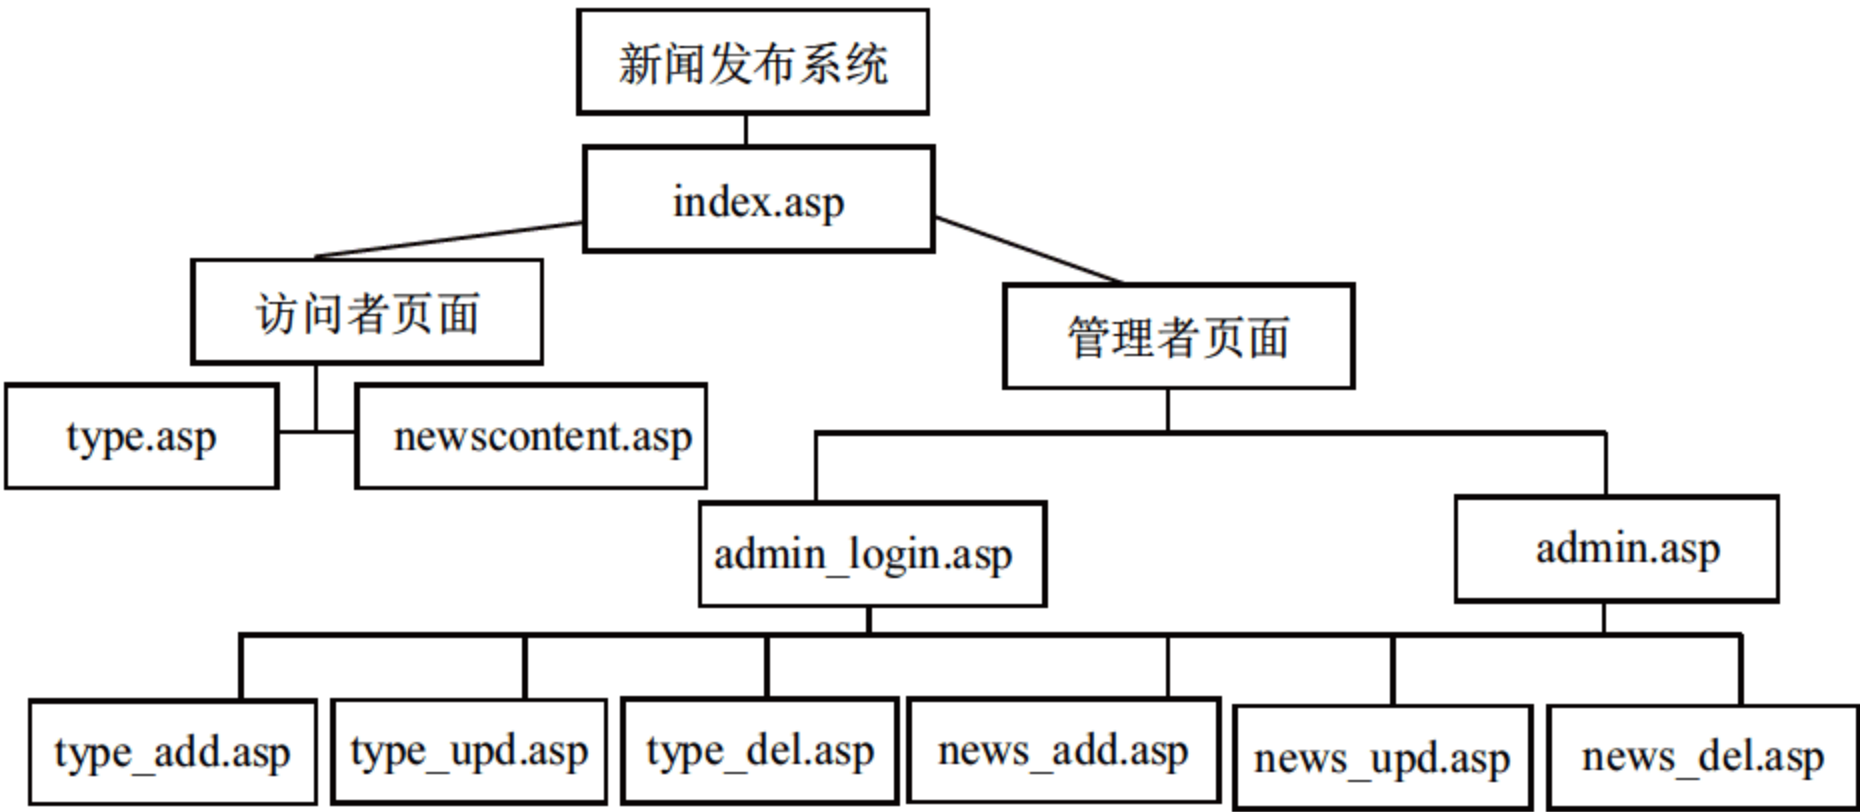 新闻发布系统
index.asp
访问者页面
管理者页面
type.asp
newscontent.asp
admin_login.asp
admin.asp
type_add.asp
type_upd.asp
type_del.asp
news_add.asp
news_upd.asp
news_del.asp